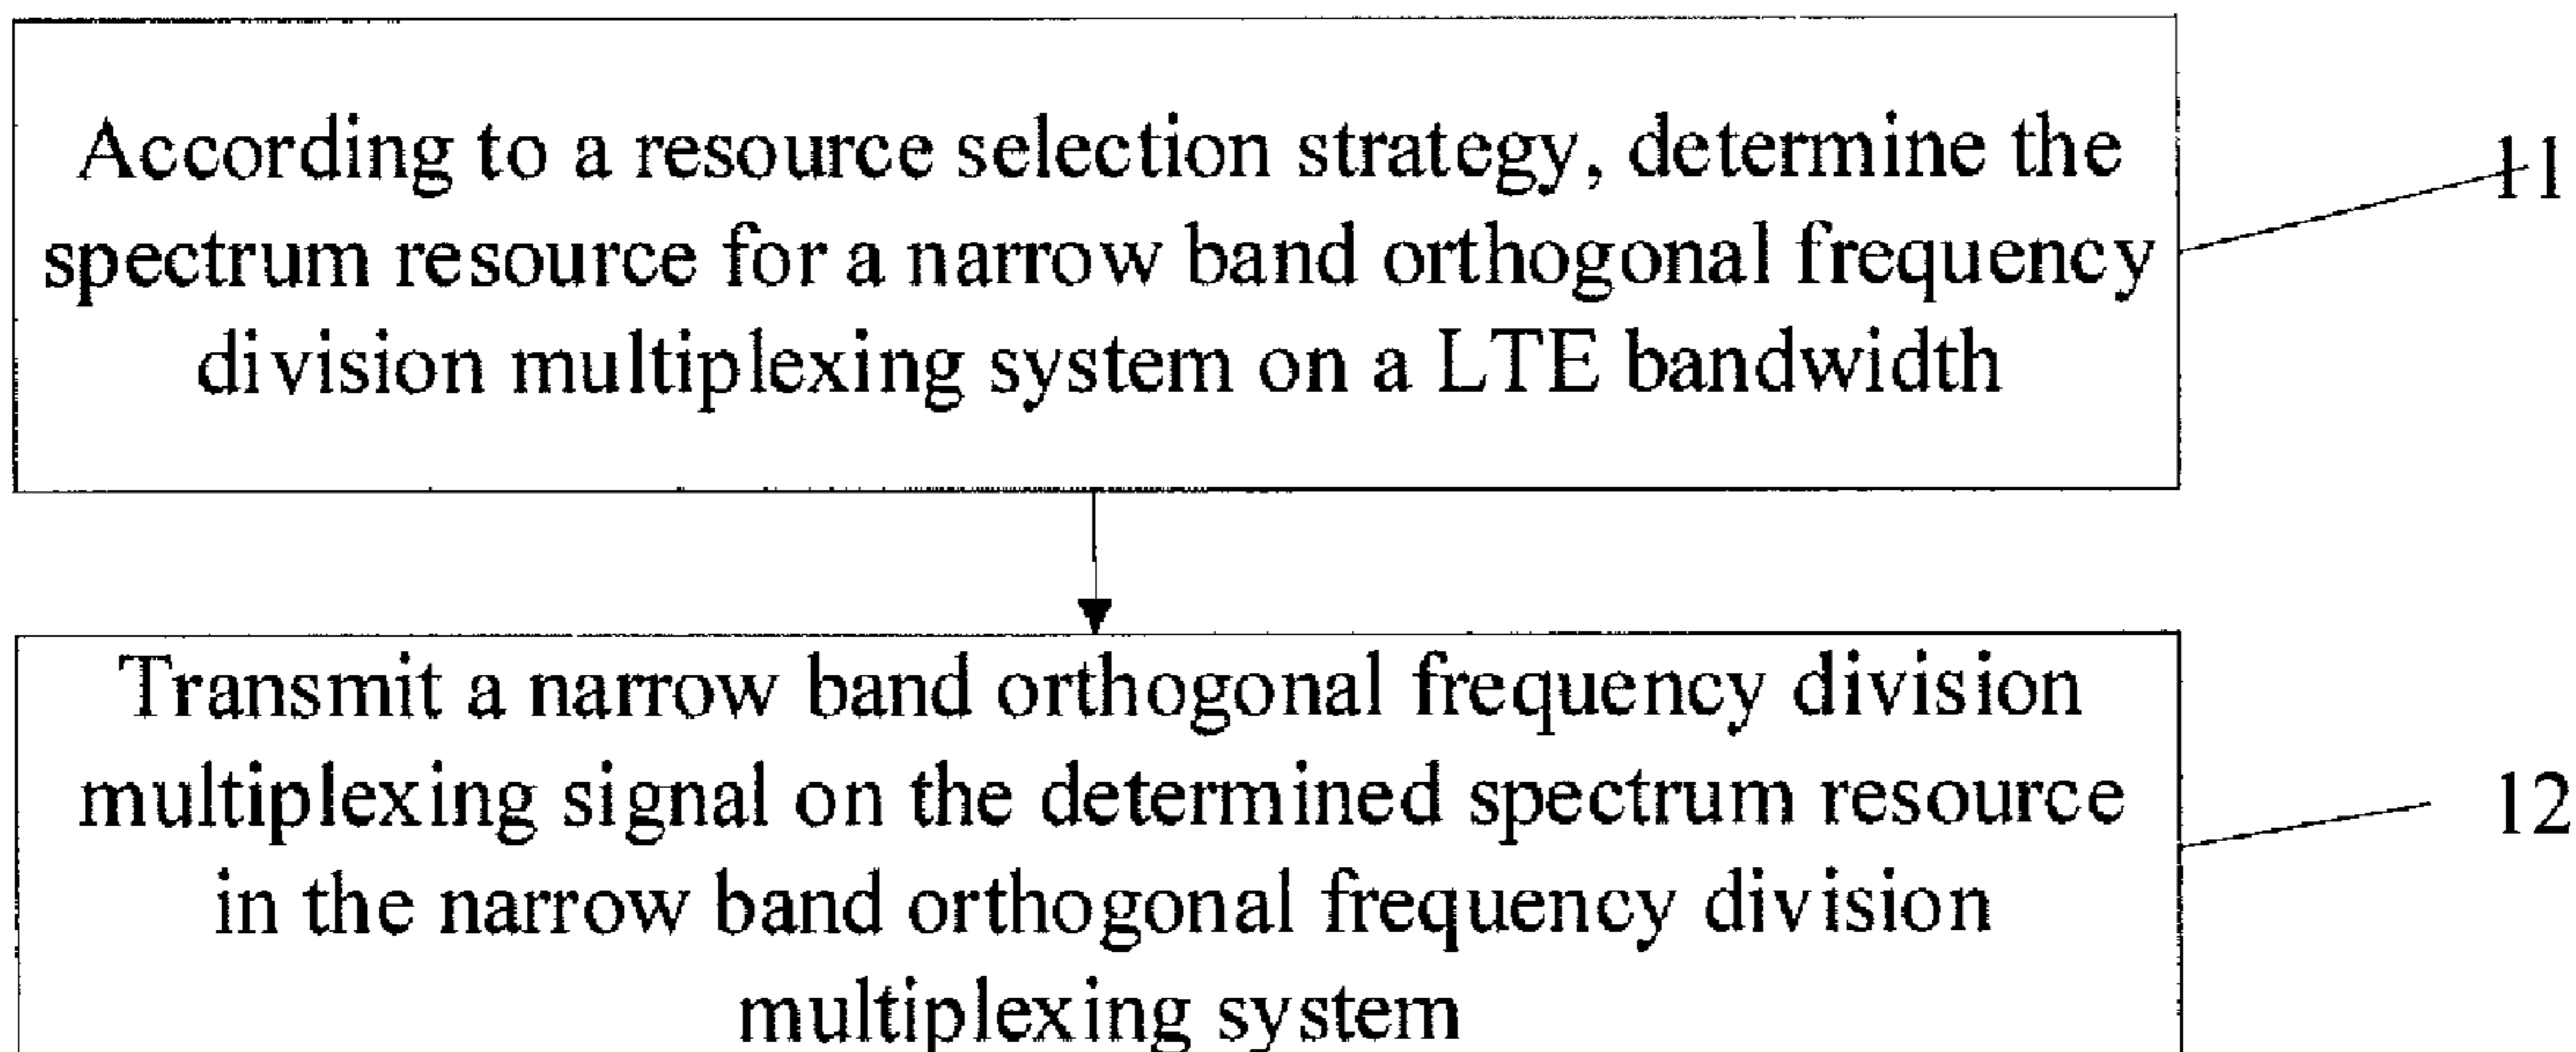 According to a resource selection strategy, determine the
spectrum resource for a narrow band orthogonal frequency
division multiplexing system on a LTE bandwidth
11
Transmit a narrow band orthogonal frequency division
multiplexing signal on the determined spectrum resource
in the narrow band orthogonal frequency division
multiplexing system
12